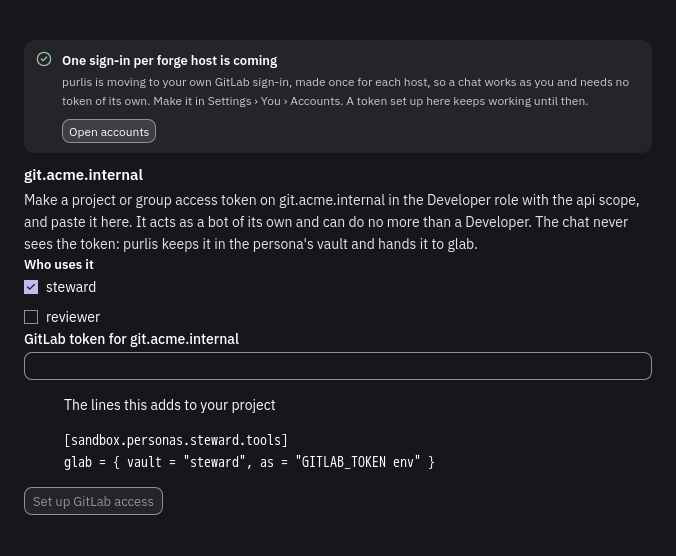 One sign-in per forge host is coming
purlis is moving to your own GitLab sign-in, made once for each host, so a chat works as you and needs no
token of its own. Make it in Settings › You › Accounts. A token set up here keeps working until then.
Open accounts
git.acme.internal
Make a project or group access token on git.acme.internal in the Developer role with the api scope,
and paste it here. It acts as a bot of its own and can do no more than a Developer. The chat never
sees the token: purlis keeps it in the persona's vault and hands it to glab.
Who uses it
steward
reviewer
GitLab token for git.acme.internal
The lines this adds to your project
[sandbox.personas.steward.tools]
glab = { vault = "steward", as = "GITLAB_TOKEN env" }
Set up GitLab access